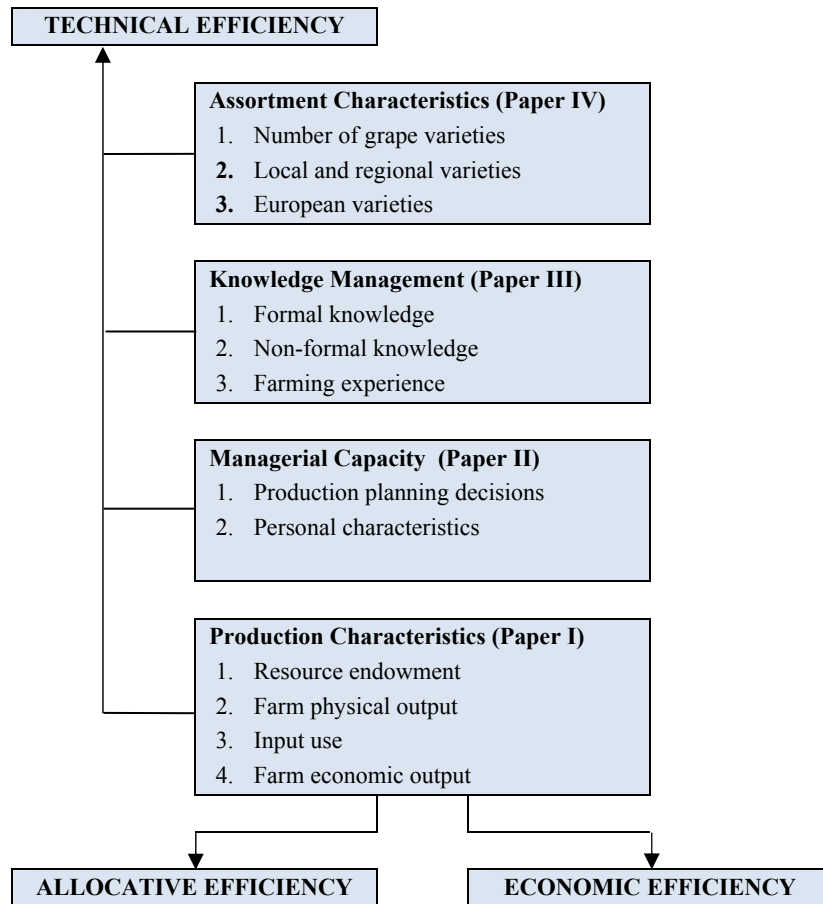 TECHNICAL EFFICIENCY
Assortment Characteristics (Paper IV)
1. Number of grape varieties
2. Local and regional varieties
3. European varieties
Knowledge Management (Paper III)
1. Formal knowledge
2. Non-formal knowledge
3. Farming experience
Managerial Capacity (Paper II)
1. Production planning decisions
2. Personal characteristics
Production Characteristics (Paper I)
1. Resource endowment
2. Farm physical output
3. Input use
4. Farm economic output
ALLOCATIVE EFFICIENCY
ECONOMIC EFFICIENCY